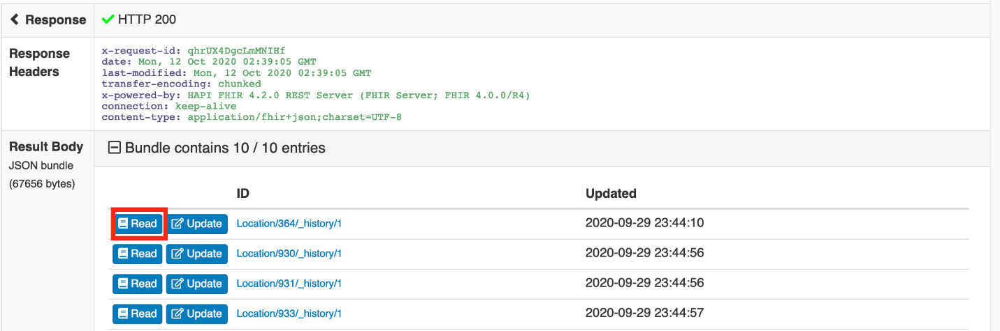 Response
HTTP 200
Response Headers
x-request-id: qhrUX4DgcLmMNIHf
date: Mon, 12 Oct 2020 02:39:05 GMT
last-modified: Mon, 12 Oct 2020 02:39:05 GMT
transfer-encoding: chunked
x-powered-by: HAPI FHIR 4.2.0 REST Server (FHIR Server; FHIR 4.0.0/R4)
connection: keep-alive
content-type: application/fhir+json;charset=UTF-8
Result Body
JSON bundle
(67656 bytes)
Bundle contains 10 / 10 entries
ID Updated
Read Update Location/364/_history/1 2020-09-29 23:44:10
Read Update Location/930/_history/1 2020-09-29 23:44:56
Read Update Location/931/_history/1 2020-09-29 23:44:56
Read Update Location/933/_history/1 2020-09-29 23:44:57